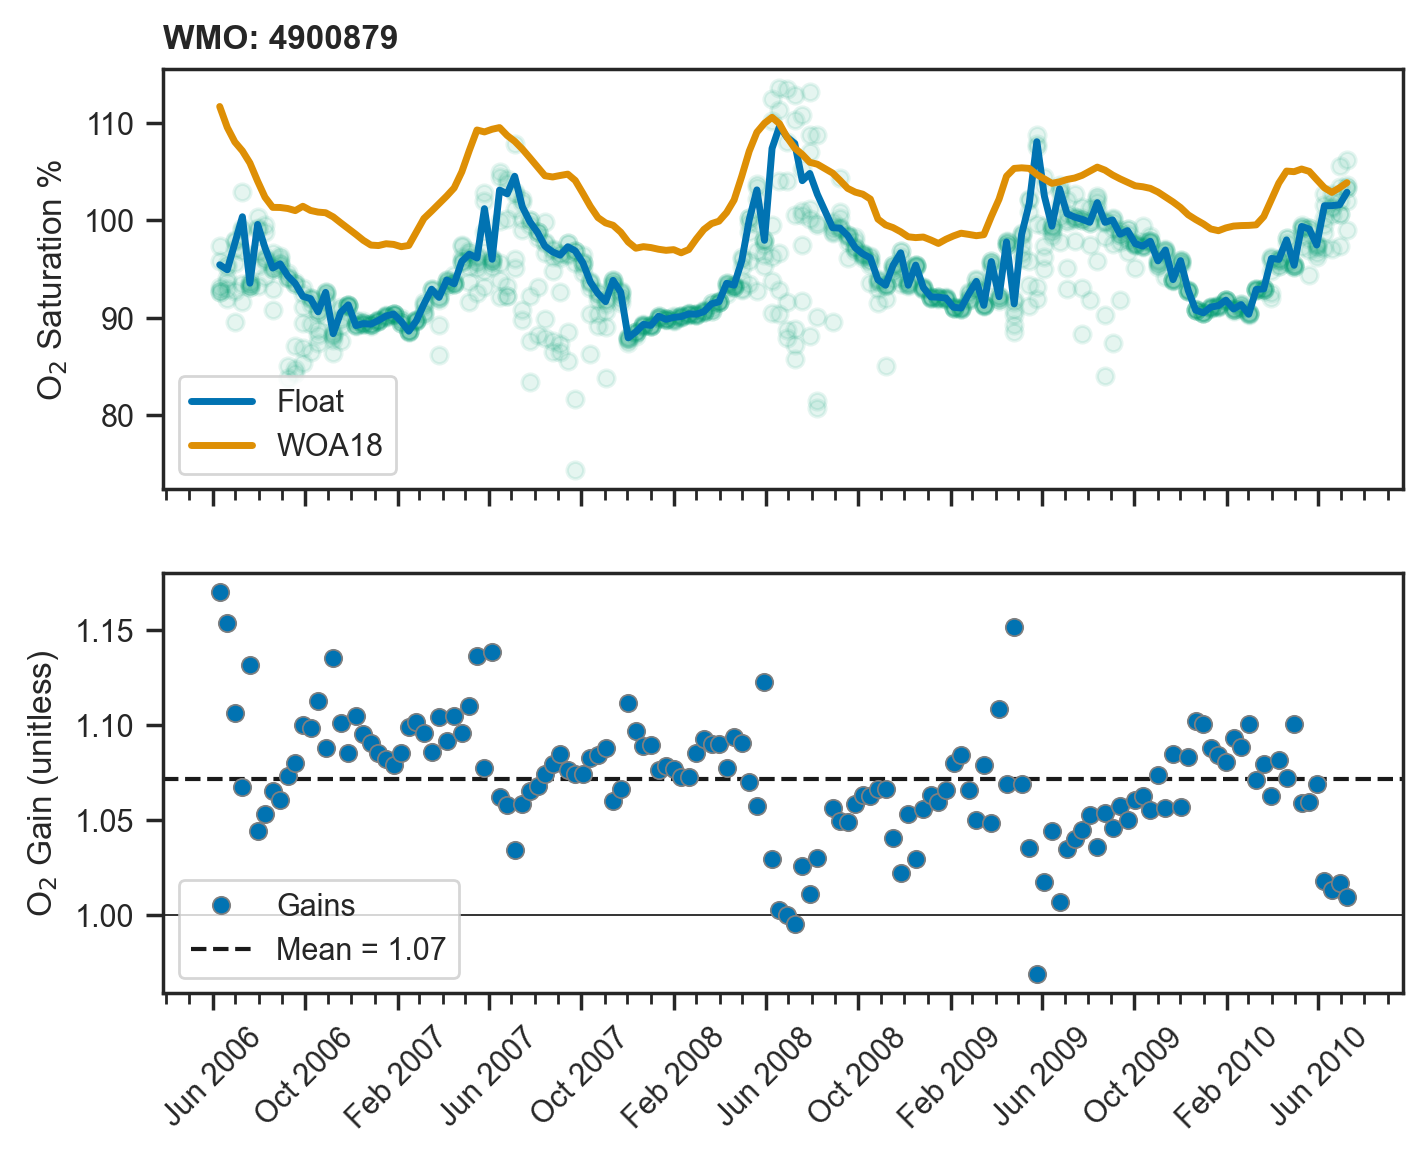 WMO: 4900879
O2 Saturation %
110
100
90
80
Float
WOA18
O2 Gain (unitless)
1.15
1.10
1.05
1.00
Gains
Mean = 1.07
Jun 2006
Oct 2006
Feb 2007
Jun 2007
Oct 2007
Feb 2008
Jun 2008
Oct 2008
Feb 2009
Jun 2009
Oct 2009
Feb 2010
Jun 2010